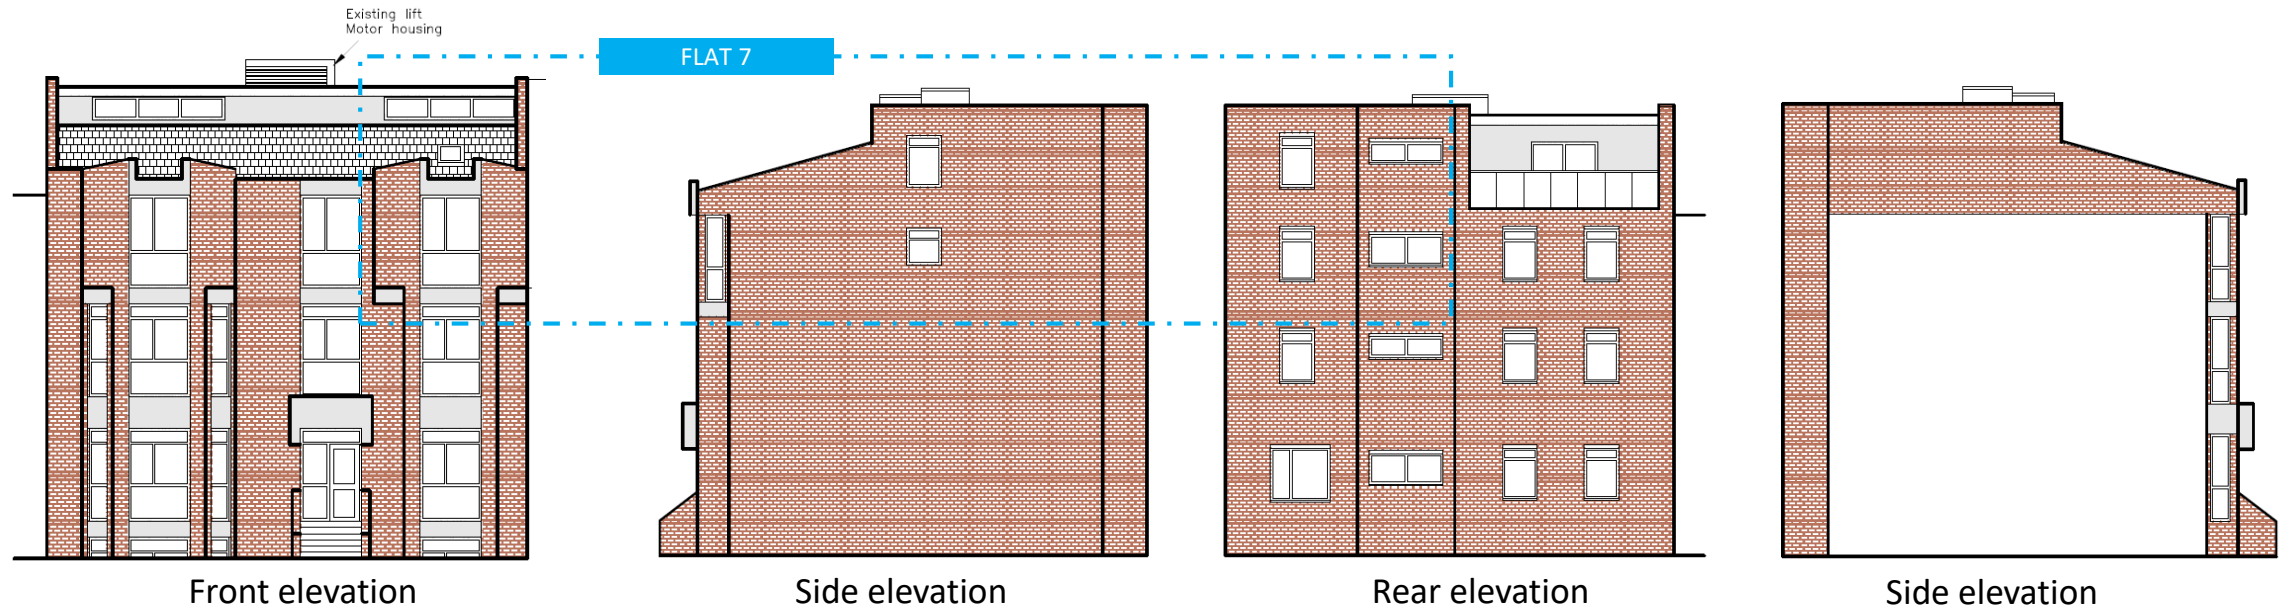 Existing lift
Motor housing
FLAT 7
Front elevation
Side elevation
Rear elevation
Side elevation